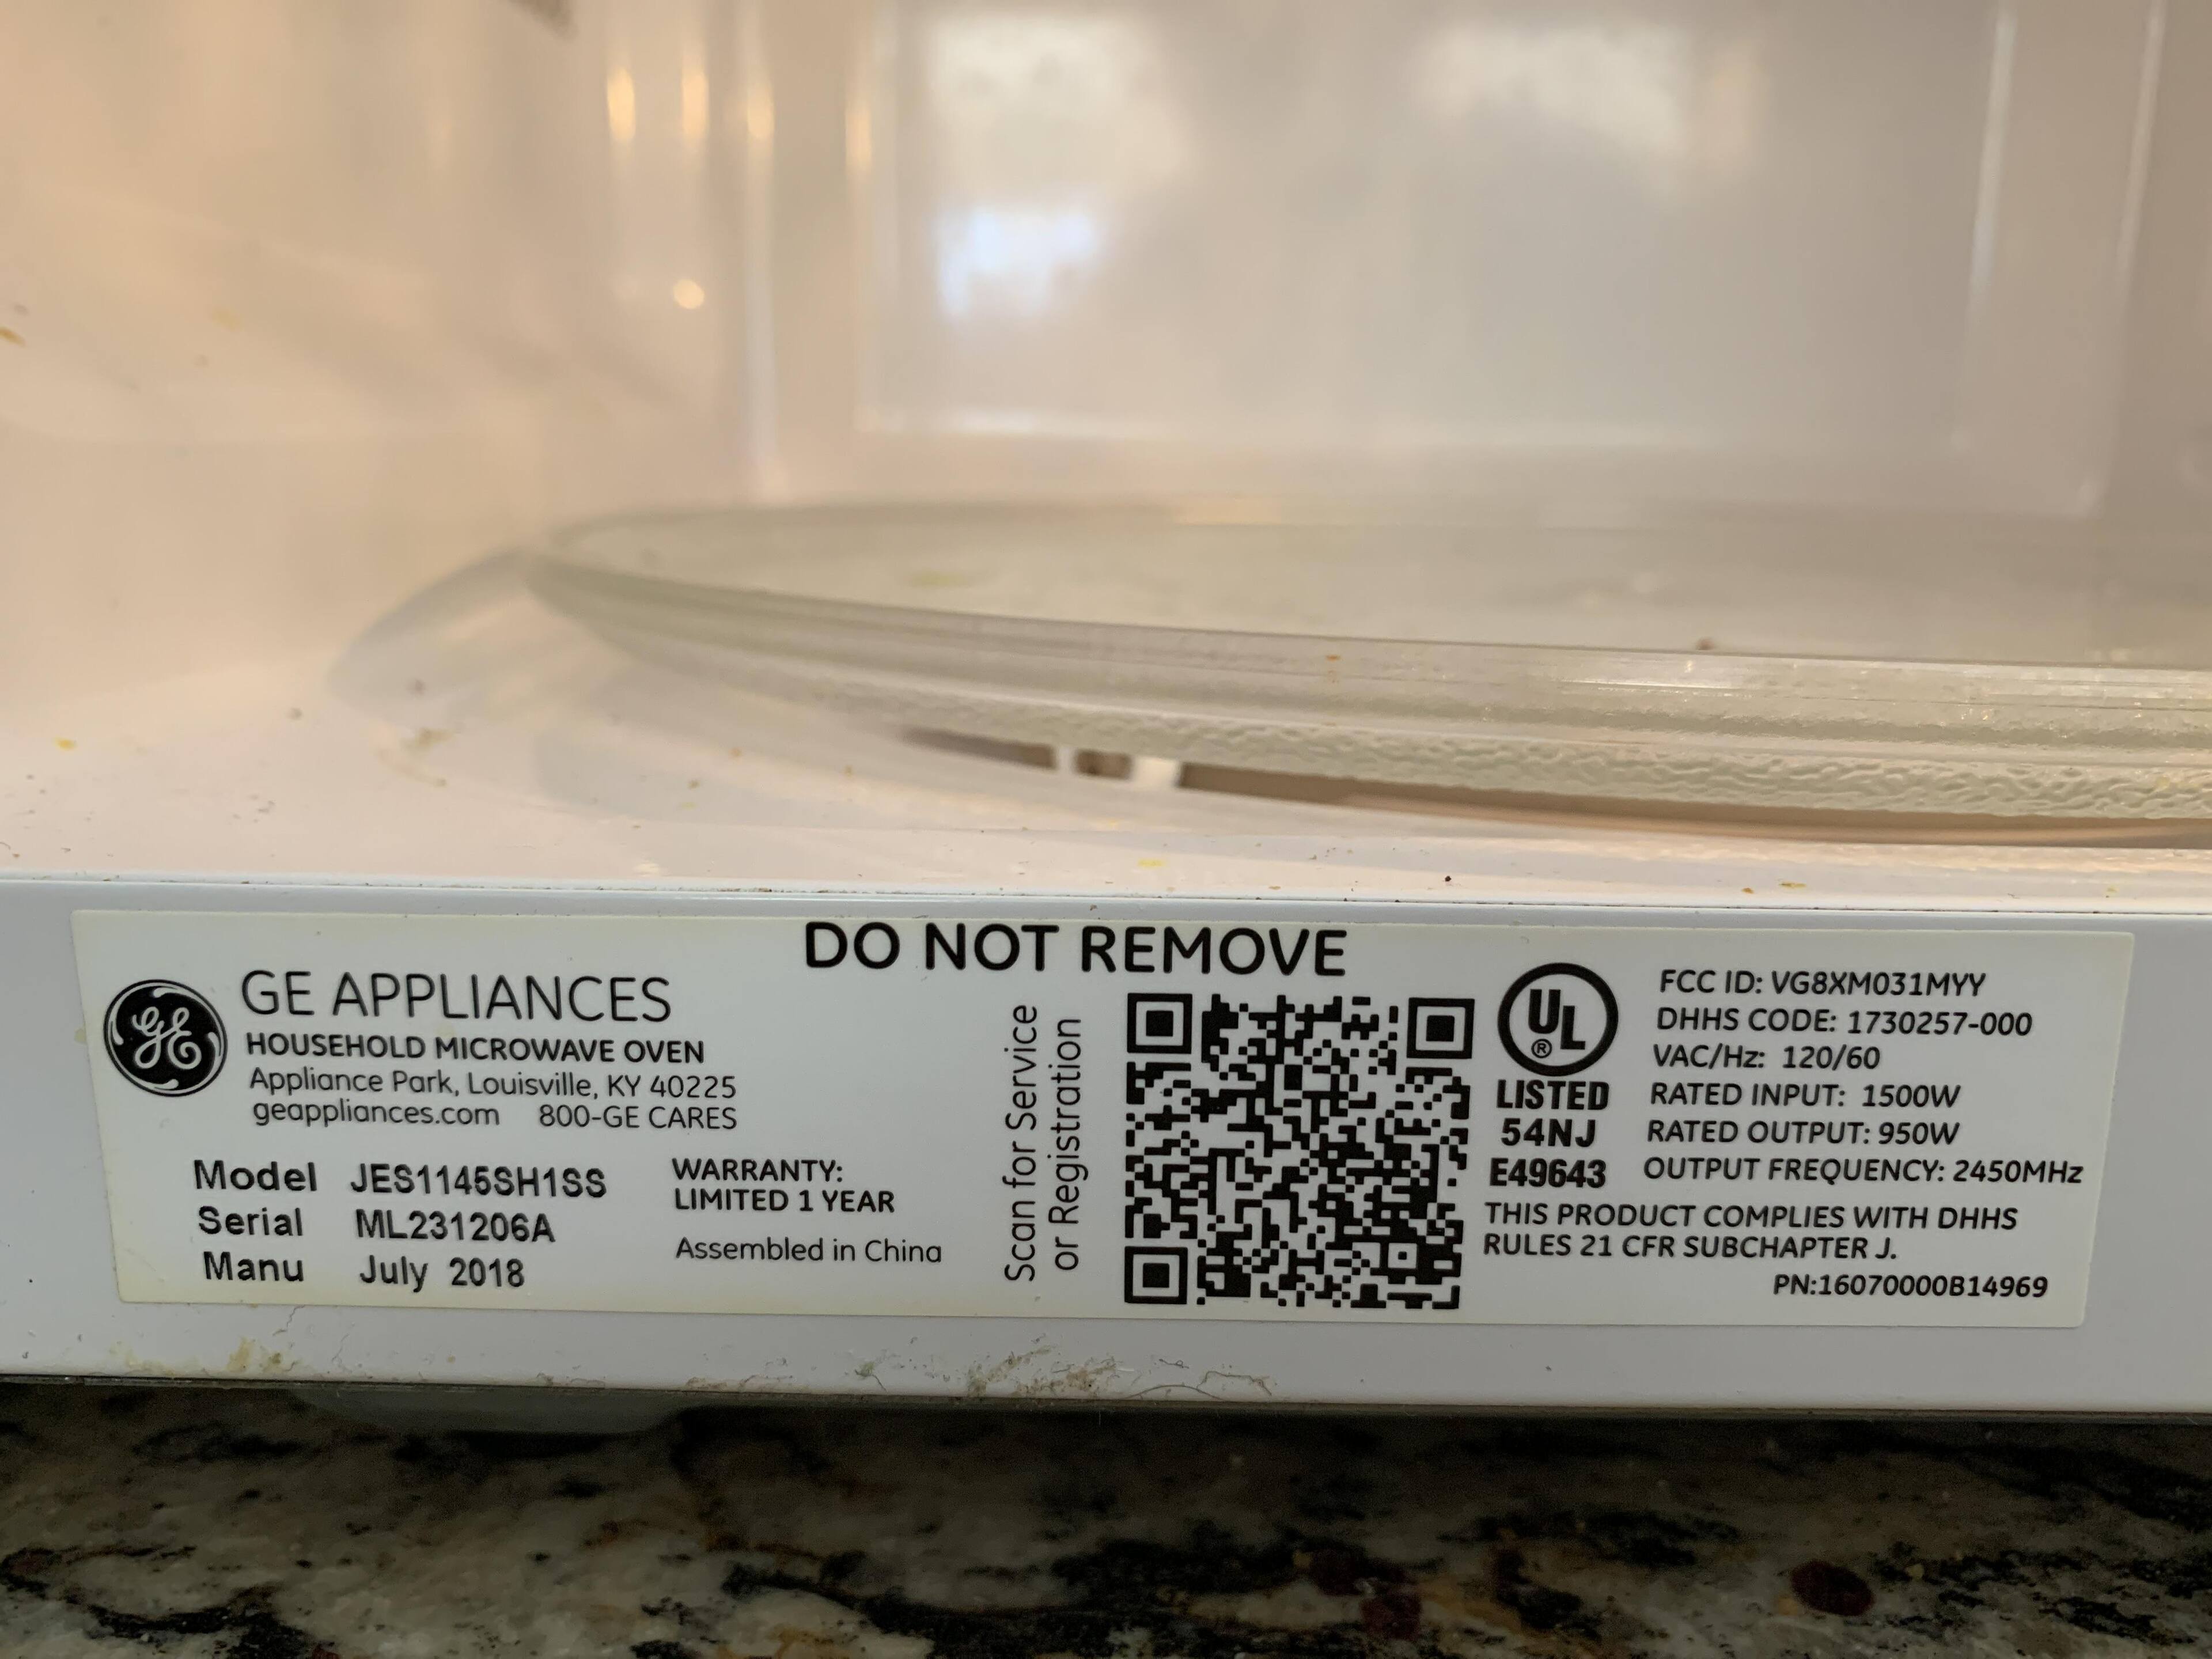 DO NOT REMOVE
GE
GE APPLIANCES
HOUSEHOLD MICROWAVE OVEN
Appliance Park, Louisville, KY 40225
geappliances.com 800-GE CARES
Model JES1145SH1SS
Serial ML231206A
Manu July 2018
WARRANTY:
LIMITED 1 YEAR
Assembled in China
Scan for Service
or Registration
UL
®
LISTED
54NJ
E49643
FCC ID: VG8XM031MYY
DHHS CODE: 1730257-000
VAC/Hz: 120/60
RATED INPUT: 1500W
RATED OUTPUT: 950W
OUTPUT FREQUENCY: 2450MHz
THIS PRODUCT COMPLIES WITH DHHS
RULES 21 CFR SUBCHAPTER J.
PN:16070000B14969